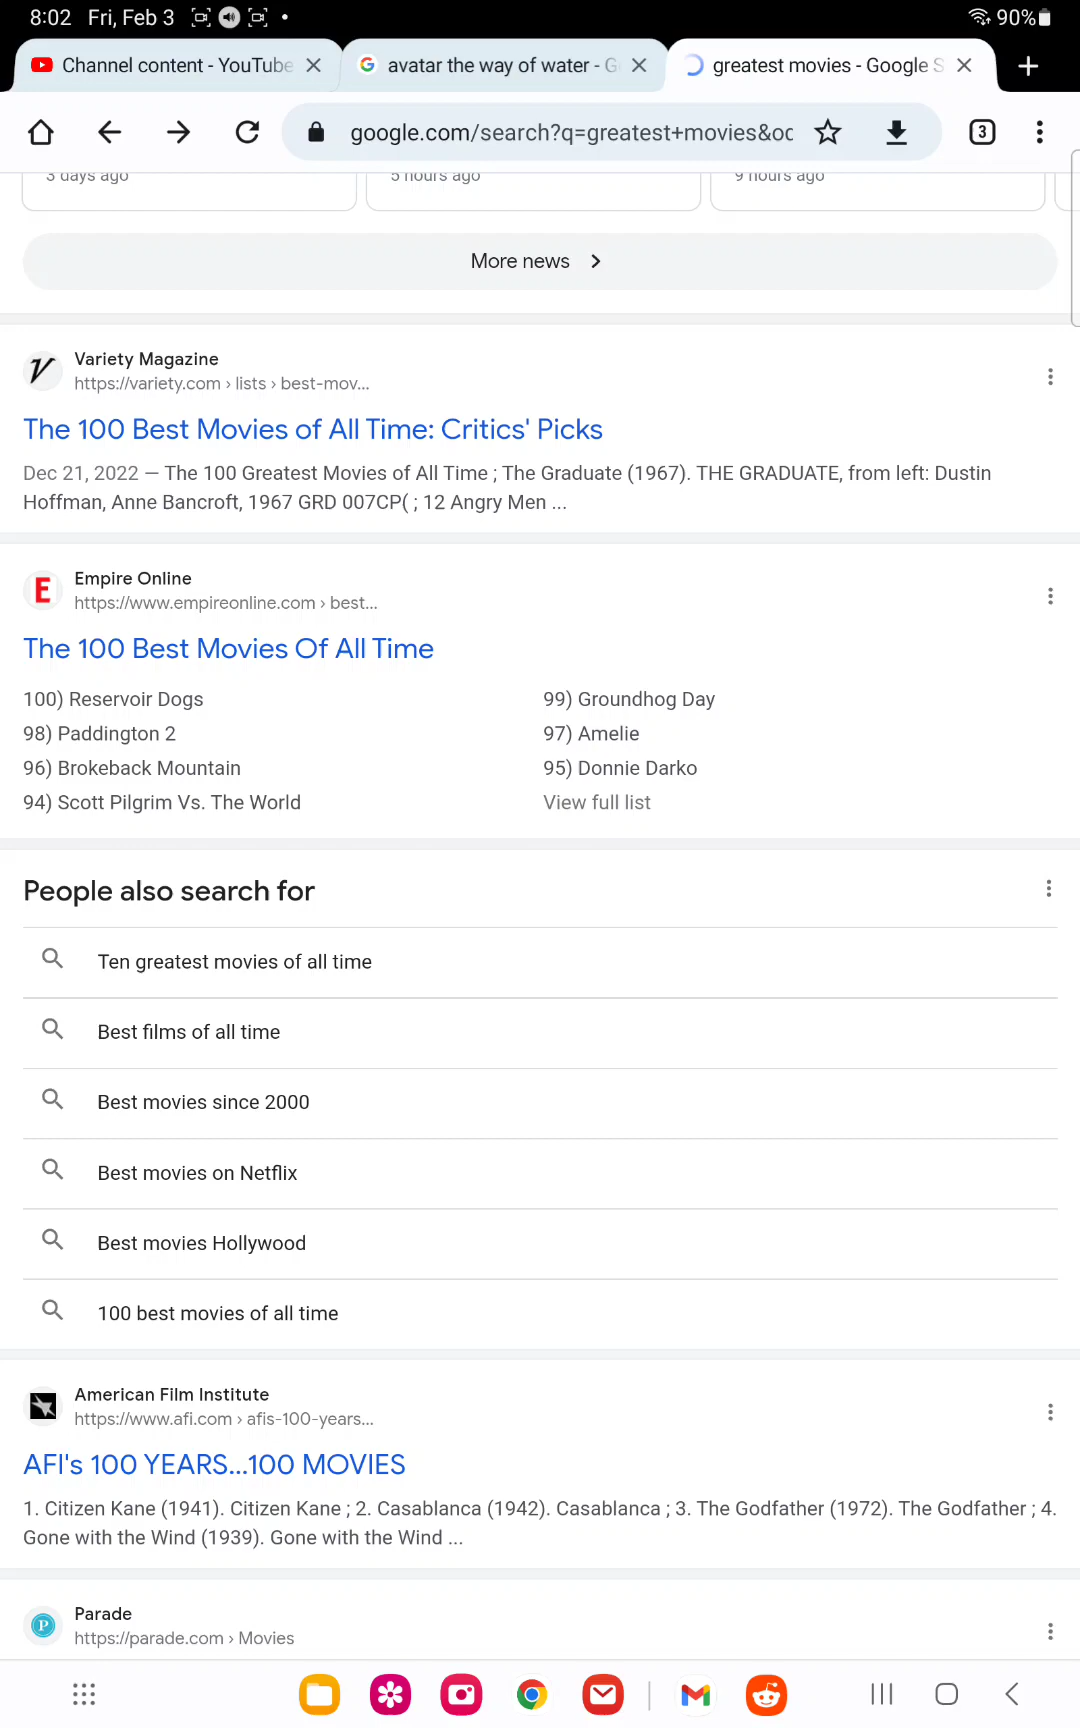 8:02 Fri, Feb 3
90%
Channel content - YouTube
avatar the way of water - G
greatest movies - Google S
google.com/search?q=greatest+movies&oc
3
3 days ago
5 hours ago
9 hours ago
More news
Variety Magazine
https://variety.com › lists › best-mov...
The 100 Best Movies of All Time: Critics' Picks
Dec 21, 2022 — The 100 Greatest Movies of All Time ; The Graduate (1967). THE GRADUATE, from left: Dustin
Hoffman, Anne Bancroft, 1967 GRD 007CP( ; 12 Angry Men ...
E
Empire Online
https://www.empireonline.com › best...
The 100 Best Movies Of All Time
100) Reservoir Dogs
99) Groundhog Day
98) Paddington 2
97) Amelie
96) Brokeback Mountain
95) Donnie Darko
94) Scott Pilgrim Vs. The World
View full list
People also search for
Ten greatest movies of all time
Best films of all time
Best movies since 2000
Best movies on Netflix
Best movies Hollywood
100 best movies of all time
American Film Institute
https://www.afi.com › afis-100-years...
AFI's 100 YEARS...100 MOVIES
1. Citizen Kane (1941). Citizen Kane ; 2. Casablanca (1942). Casablanca ; 3. The Godfather (1972). The Godfather ; 4.
Gone with the Wind (1939). Gone with the Wind ...
P
Parade
https://parade.com › Movies